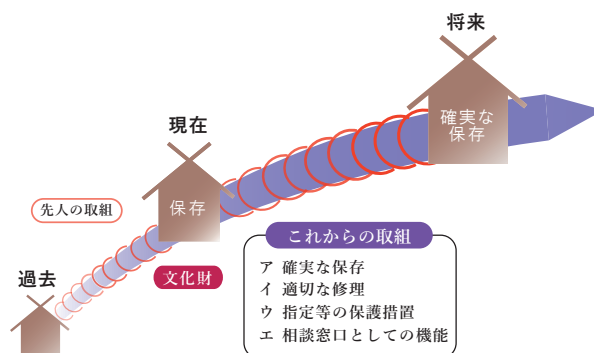 将来
確実な
保存
現在
保存
先人の取組
過去
文化財
これからの取組
ア 確実な保存
イ 適切な修理
ウ 指定等の保護措置
エ 相談窓口としての機能